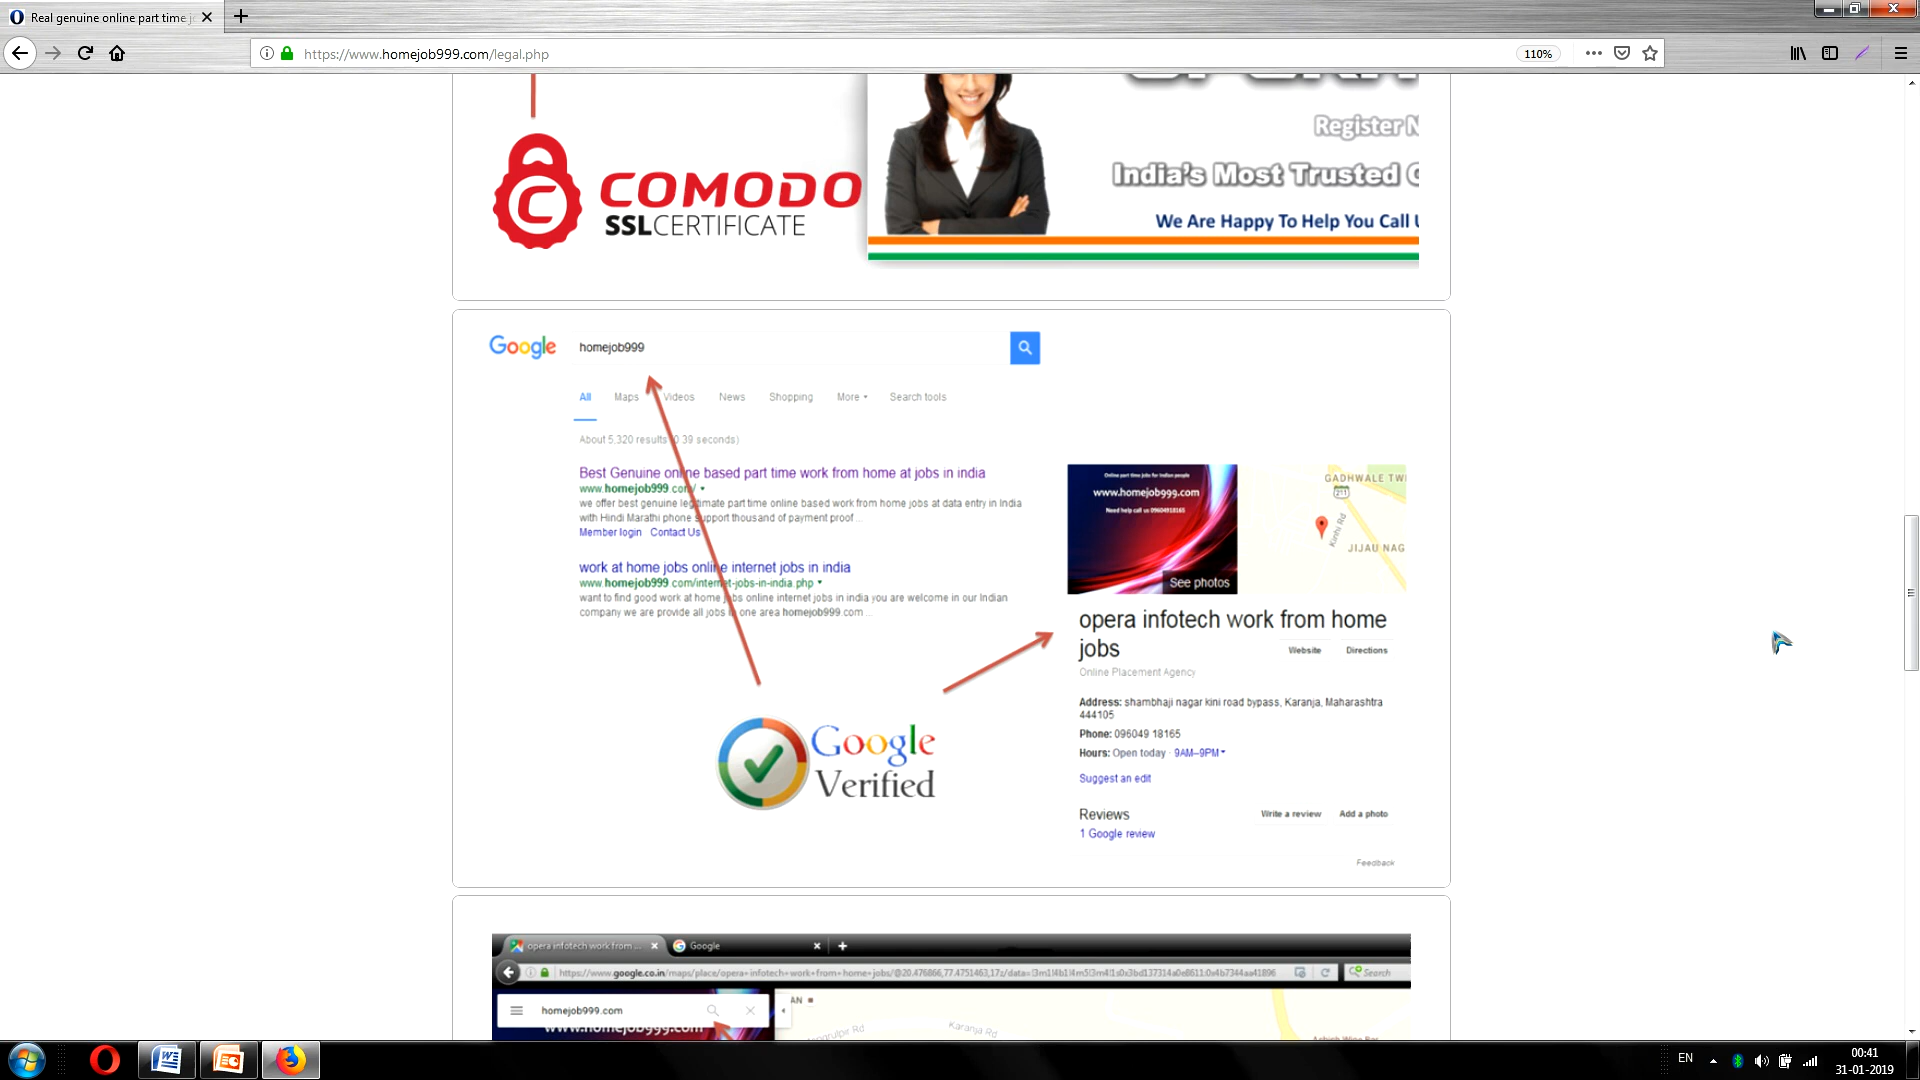 Real genuine online part time j
https://www.homejob999.com/legal.php
110%
Register N
COMODO
SSLCERTIFICATE
India's Most Trusted
We Are Happy To Help You Call U
Google
homejob999
All Maps Videos News Shopping More Search tools
About 5,320 results (0.39 seconds)
Best Genuine online based part time work from home at jobs in india
www.homejob999.com/
we offer best genuine legitimate part time online based work from home jobs at data entry in India
with Hindi Marathi phone support thousand of payment proof ...
Member login Contact Us
work at home jobs online internet jobs in india
www.homejob999.com/internet-jobs-in-india.php
want to find good work at home jobs online internet jobs in india you are welcome in our Indian
company we are provide all jobs in one area homejob999.com ...
Online part time jobs for Indian people
www.homejob999.com
Need help call us 09604918165
See photos
GADHWALE TW
211
Kinhi Rd
JIJAU NAG
opera infotech work from home
jobs
Website Directions
Online Placement Agency
Address: shambhaji nagar kini road bypass, Karanja, Maharashtra
444105
Phone: 096049 18165
Hours: Open today · 9AM–9PM
Suggest an edit
Reviews
Write a review Add a photo
1 Google review
Feedback
Google
Verified
opera infotech work from ...
Google
https://www.google.co.in/maps/place/opera+infotech+work+from+home+jobs/@20.476866,77.4751463,17z/data=!3m1!4b1!4m5!3m4!1s0x3bd137314a0e8611:0x4b7344aa41896
Search
homejob999.com
www.homejob999.com
AN
Karanja Rd
EN
00:41
31-01-2019